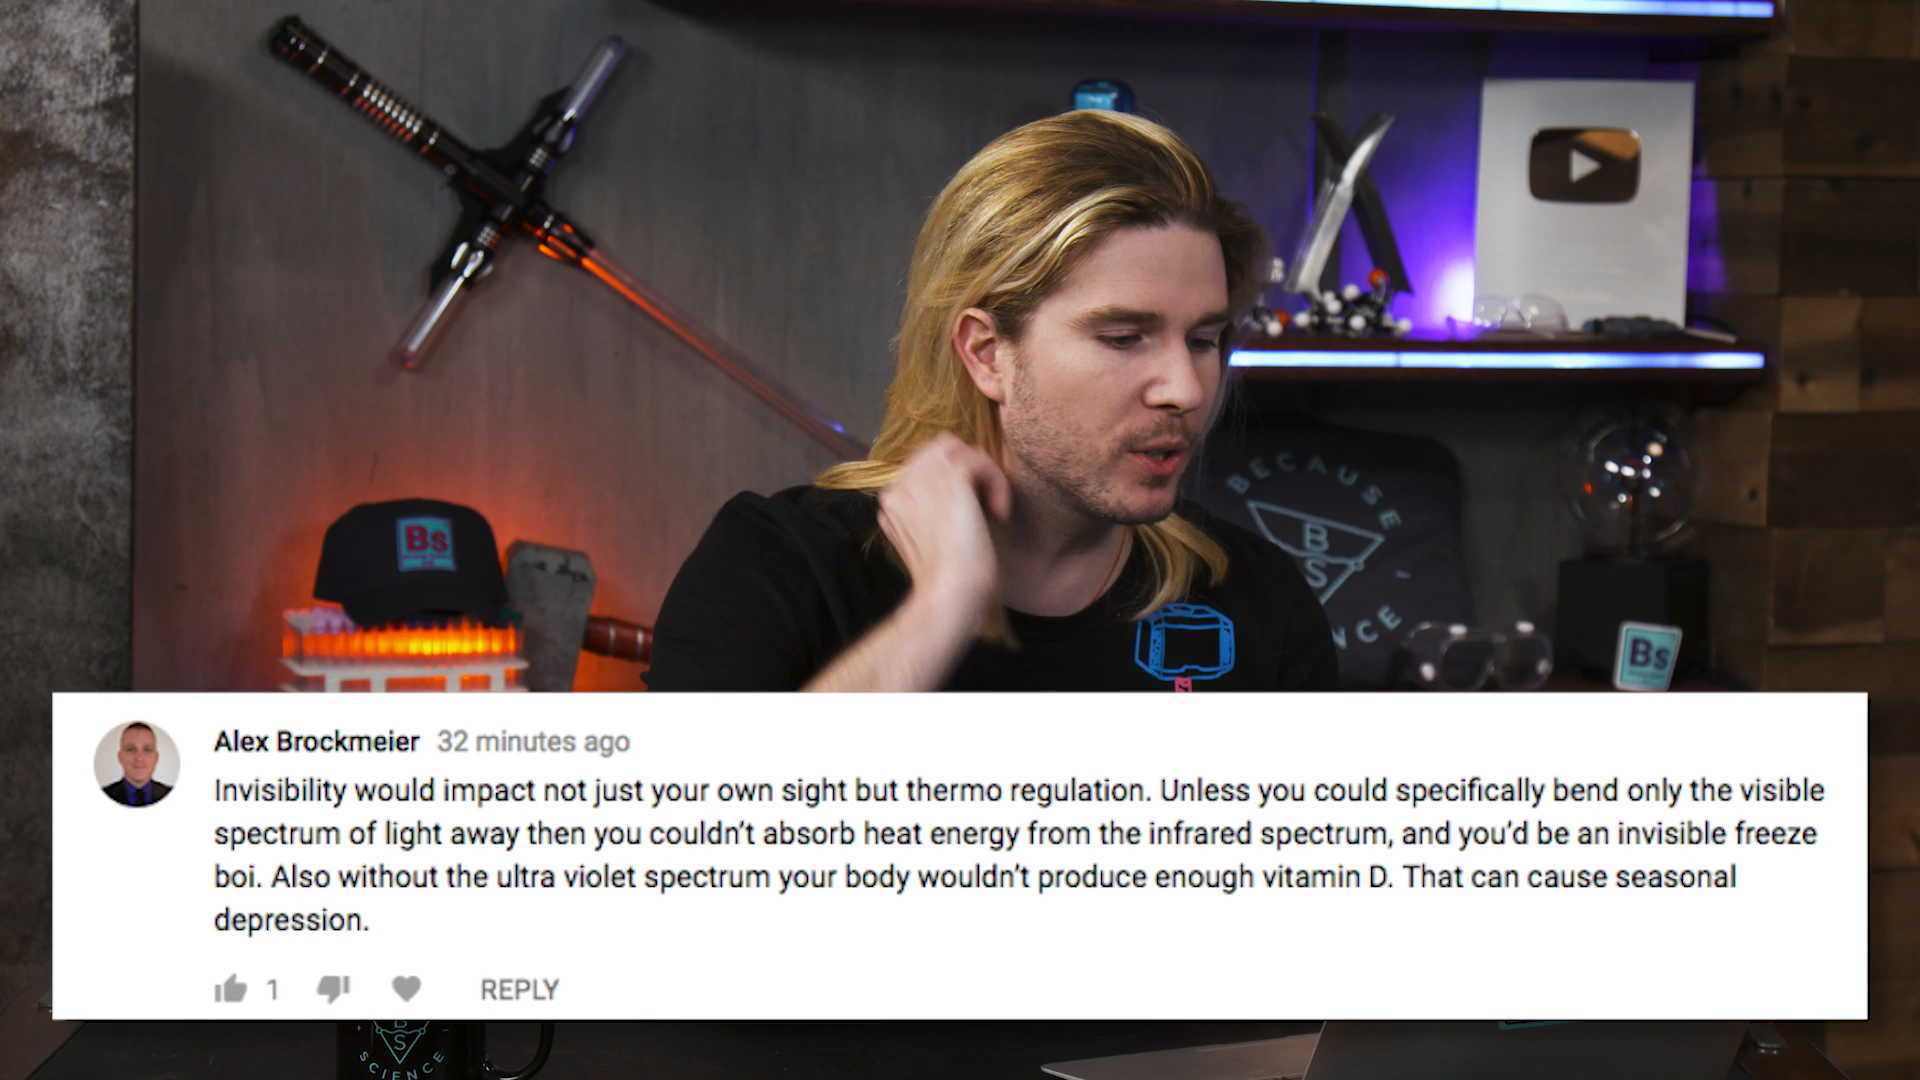 Bs
BECAUSE
B
S
NCE
Bs
Alex Brockmeier 32 minutes ago
Invisibility would impact not just your own sight but thermo regulation. Unless you could specifically bend only the visible
spectrum of light away then you couldn't absorb heat energy from the infrared spectrum, and you'd be an invisible freeze
boi. Also without the ultra violet spectrum your body wouldn't produce enough vitamin D. That can cause seasonal
depression.
1 REPLY
B
S
SCIENCE